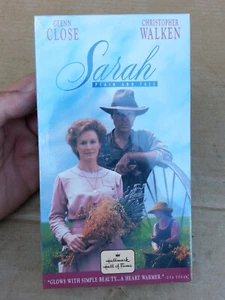 GLENN
CLOSE
CHRISTOPHER
WALKEN
Sarah
PLAIN AND TALL
Hallmark
Hall of Fame
"GLOWS WITH SIMPLE BEAUTY...A HEART WARMER."